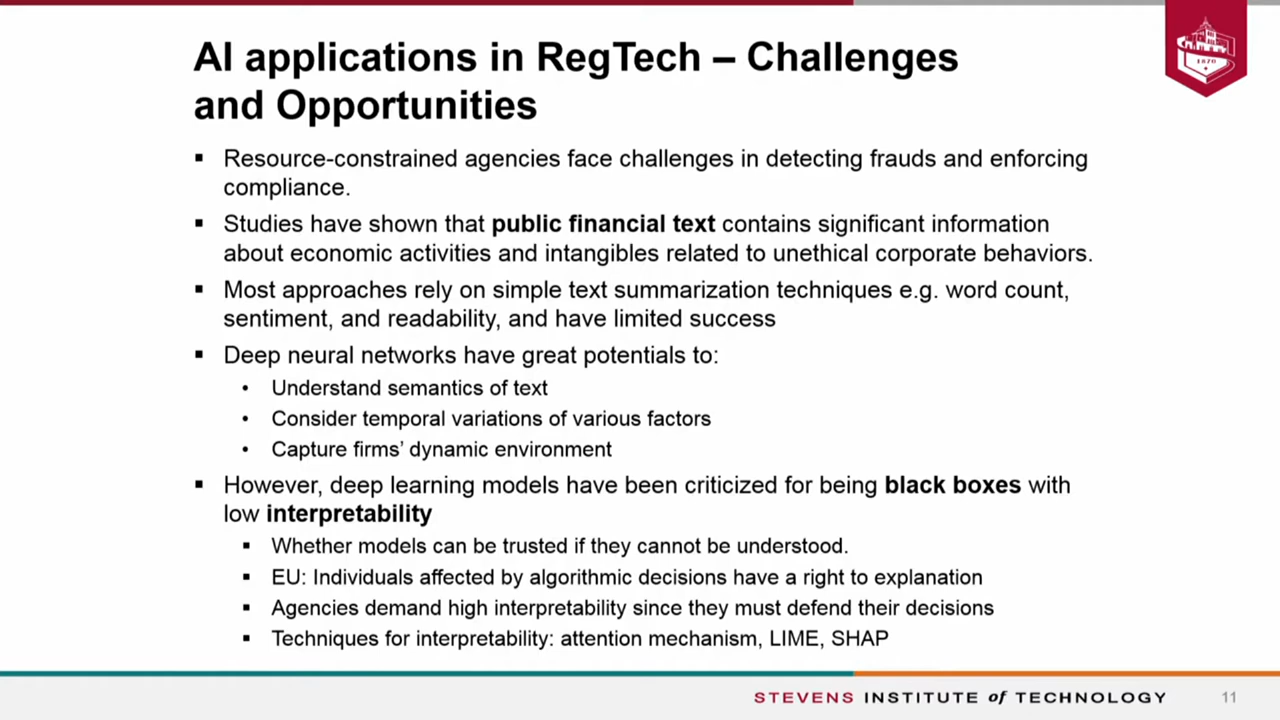 AI applications in RegTech – Challenges
and Opportunities
▪ Resource-constrained agencies face challenges in detecting frauds and enforcing
compliance.
▪ Studies have shown that public financial text contains significant information
about economic activities and intangibles related to unethical corporate behaviors.
▪ Most approaches rely on simple text summarization techniques e.g. word count,
sentiment, and readability, and have limited success
▪ Deep neural networks have great potentials to:
• Understand semantics of text
• Consider temporal variations of various factors
• Capture firms’ dynamic environment
▪ However, deep learning models have been criticized for being black boxes with
low interpretability
▪ Whether models can be trusted if they cannot be understood.
▪ EU: Individuals affected by algorithmic decisions have a right to explanation
▪ Agencies demand high interpretability since they must defend their decisions
▪ Techniques for interpretability: attention mechanism, LIME, SHAP
1870
STEVENS INSTITUTE of TECHNOLOGY
11